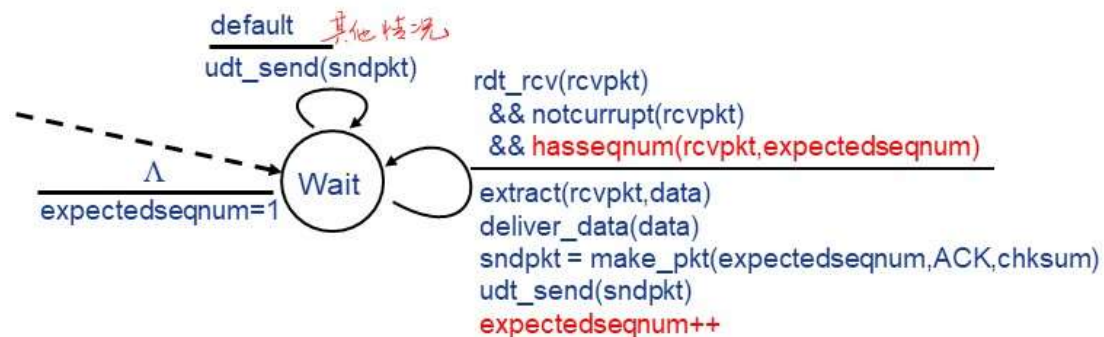 default 其他情况
udt_send(sndpkt)
rdt_rcv(rcvpkt)
&& notcurrupt(rcvpkt)
&& hasseqnum(rcvpkt,expectedseqnum)
Λ
expectedseqnum=1
Wait
extract(rcvpkt,data)
deliver_data(data)
sndpkt = make_pkt(expectedseqnum,ACK,chksum)
udt_send(sndpkt)
expectedseqnum++